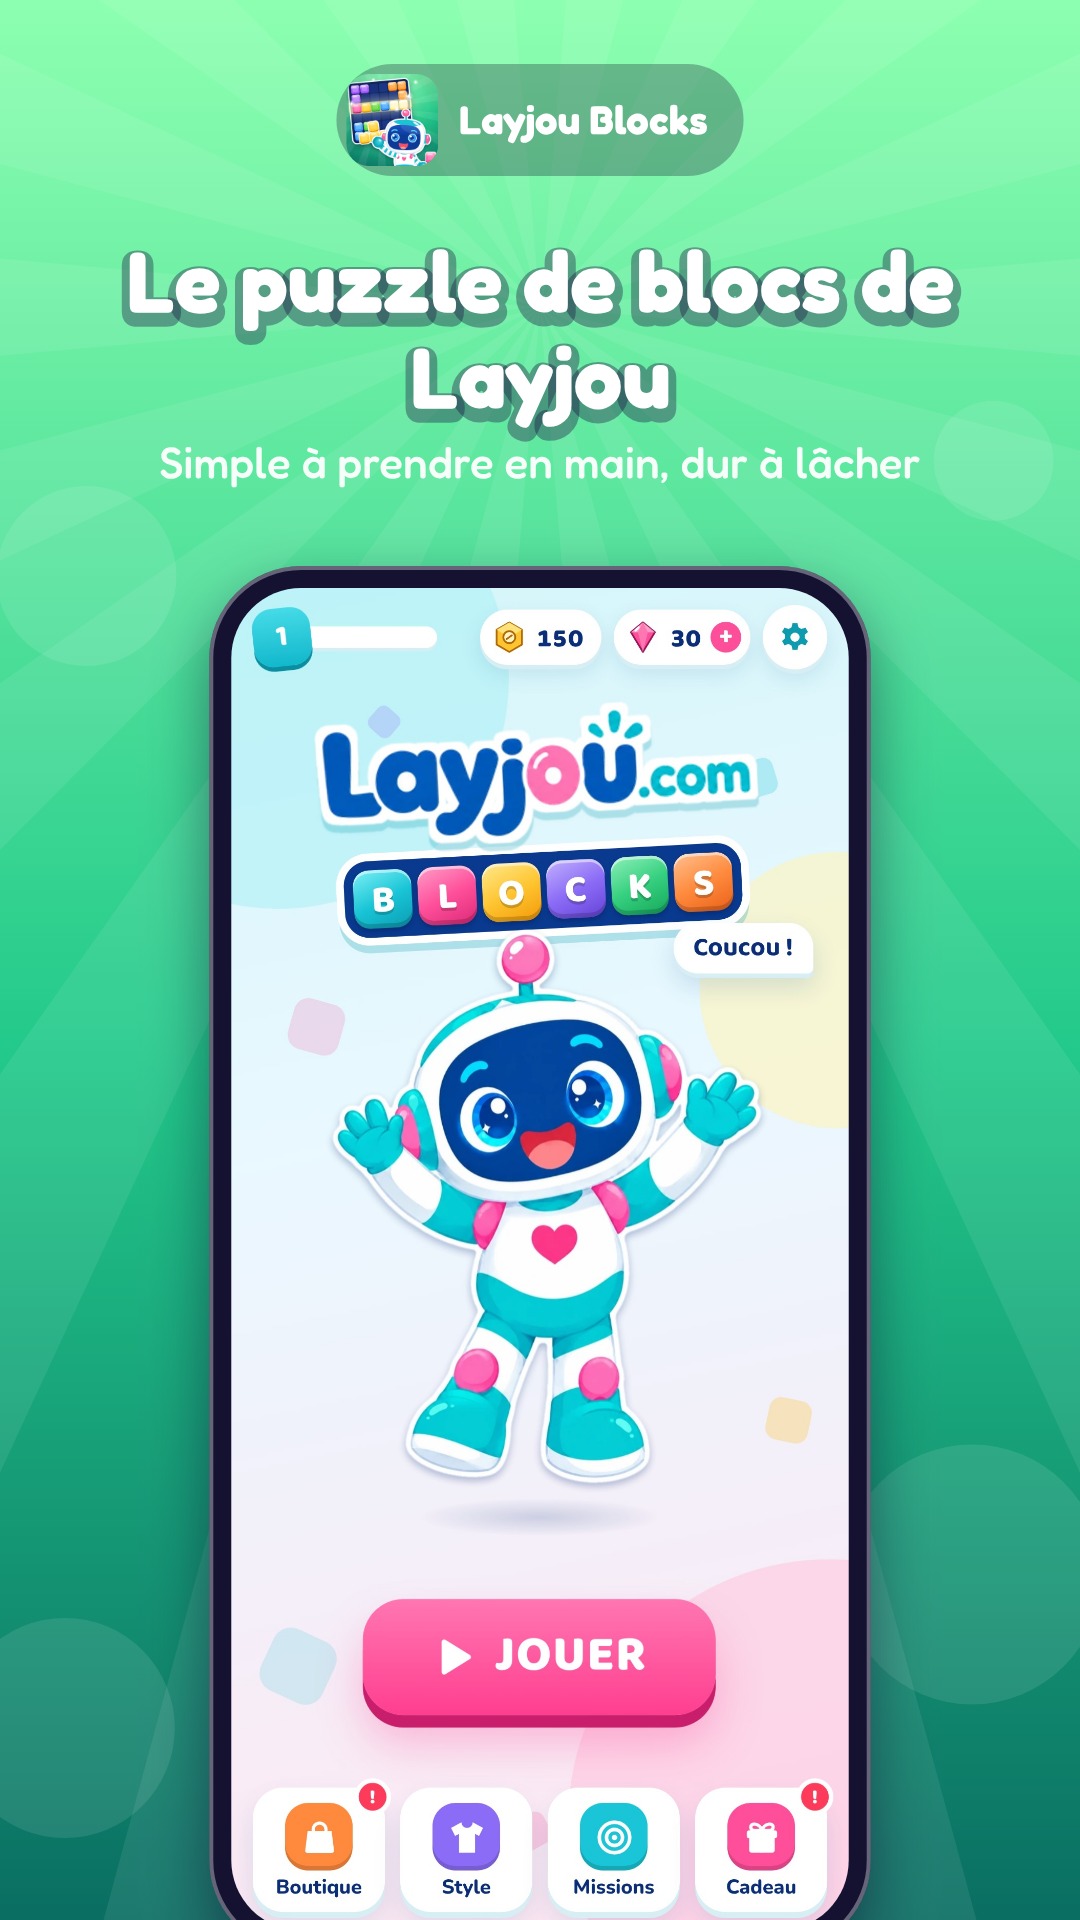 Layjou Blocks
Le puzzle de blocs de
Layjou
Simple à prendre en main, dur à lâcher
1
150
30
+
Layjou.com
BLOCKS
Coucou !
JOUER
!
!
Boutique
Style
Missions
Cadeau